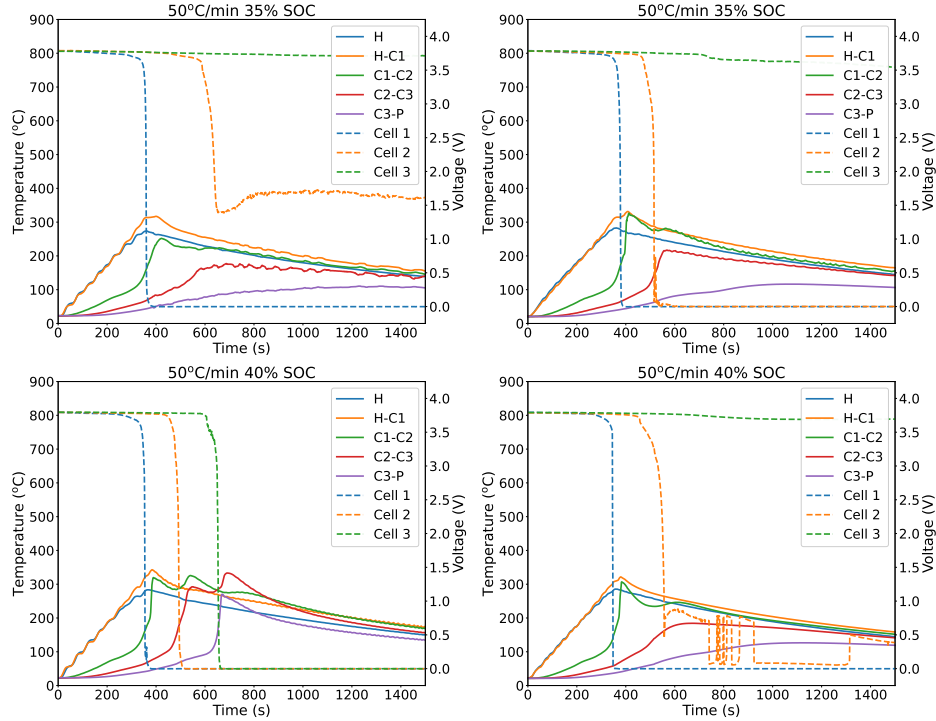 50°C/min 35% SOC
900
800
700
600
500
400
300
200
100
0
Temperature (°C)
0 200 400 600 800 1000 1200 1400
Time (s)
4.0
3.5
3.0
2.5
2.0
1.5
1.0
0.5
0.0
Voltage (V)
H
H-C1
C1-C2
C2-C3
C3-P
Cell 1
Cell 2
Cell 3
50°C/min 35% SOC
900
800
700
600
500
400
300
200
100
0
Temperature (°C)
0 200 400 600 800 1000 1200 1400
Time (s)
4.0
3.5
3.0
2.5
2.0
1.5
1.0
0.5
0.0
Voltage (V)
H
H-C1
C1-C2
C2-C3
C3-P
Cell 1
Cell 2
Cell 3
50°C/min 40% SOC
900
800
700
600
500
400
300
200
100
0
Temperature (°C)
0 200 400 600 800 1000 1200 1400
Time (s)
4.0
3.5
3.0
2.5
2.0
1.5
1.0
0.5
0.0
Voltage (V)
H
H-C1
C1-C2
C2-C3
C3-P
Cell 1
Cell 2
Cell 3
50°C/min 40% SOC
900
800
700
600
500
400
300
200
100
0
Temperature (°C)
0 200 400 600 800 1000 1200 1400
Time (s)
4.0
3.5
3.0
2.5
2.0
1.5
1.0
0.5
0.0
Voltage (V)
H
H-C1
C1-C2
C2-C3
C3-P
Cell 1
Cell 2
Cell 3